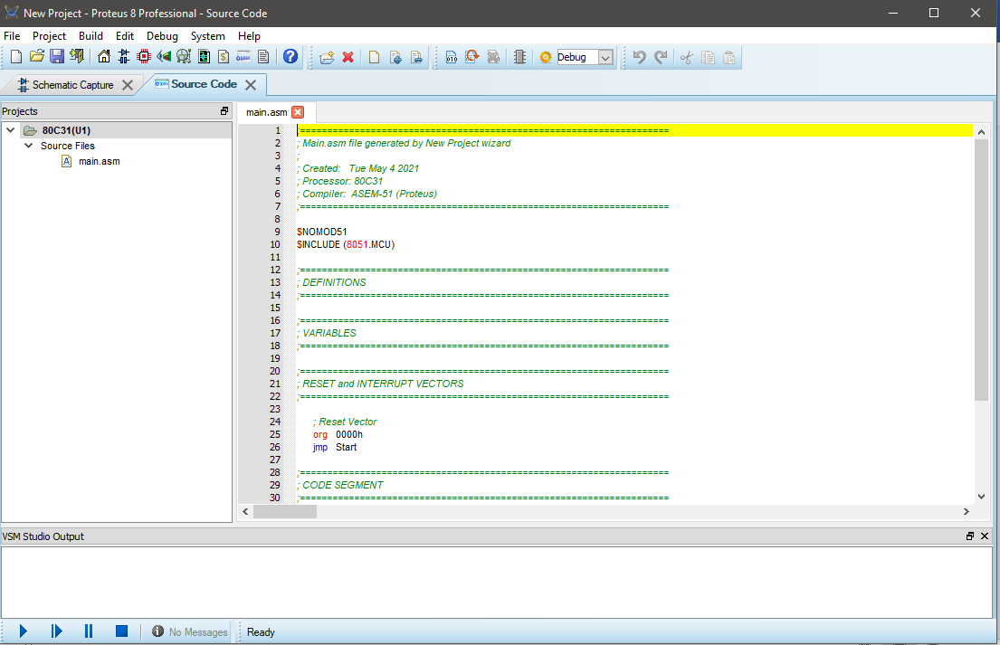 New Project - Proteus 8 Professional - Source Code
File Project Build Edit Debug System Help
Debug
Schematic Capture Source Code
Projects
80C31(U1)
Source Files
main.asm
main.asm
1 ;====================================================================
2 ; Main.asm file generated by New Project wizard
3 ;
4 ; Created:   Tue May 4 2021
5 ; Processor: 80C31
6 ; Compiler:  ASEM-51 (Proteus)
7 ;====================================================================
8
9 $NOMOD51
10 $INCLUDE (8051.MCU)
11
12 ;====================================================================
13 ; DEFINITIONS
14 ;====================================================================
15
16 ;====================================================================
17 ; VARIABLES
18 ;====================================================================
19
20 ;====================================================================
21 ; RESET and INTERRUPT VECTORS
22 ;====================================================================
23
24 ; Reset Vector
25 org 0000h
26 jmp Start
27
28 ;====================================================================
29 ; CODE SEGMENT
30 ;====================================================================
VSM Studio Output
No Messages Ready